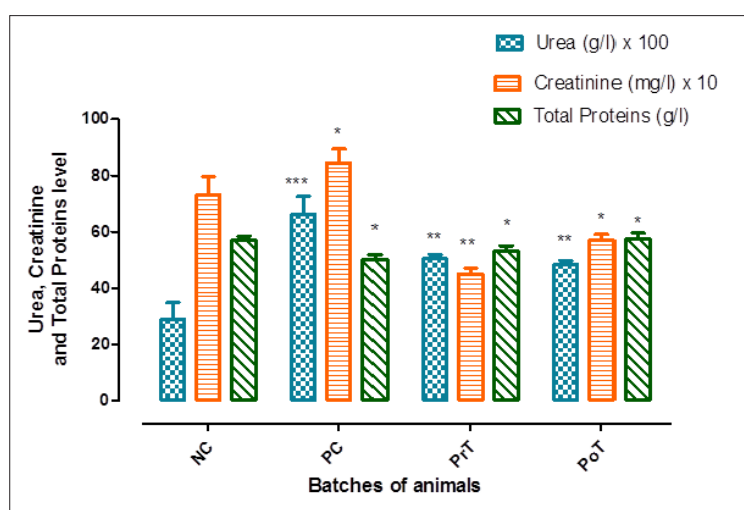 Urea (g/l) x 100
Creatinine (mg/l) x 10
Total Proteins (g/l)
Urea, Creatinine
and Total Proteins level
100
80
60
40
20
0
*
***
*
**
**
*
**
*
*
NC
PC
PrT
PoT
Batches of animals